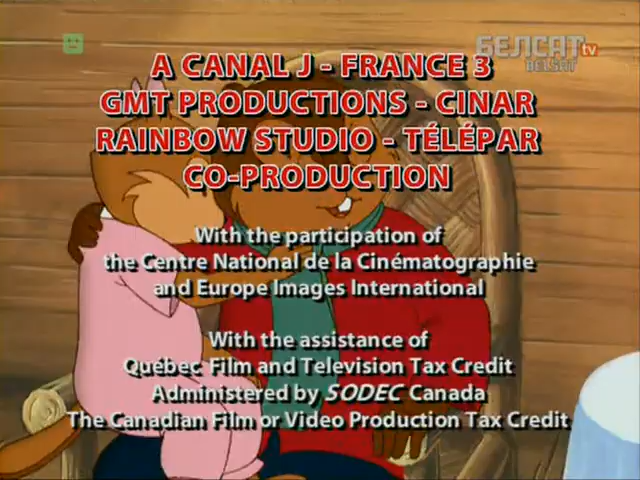 БЕЛСАТ tv
BELSAT
A CANAL J - FRANCE 3
GMT PRODUCTIONS - CINAR
RAINBOW STUDIO - TÉLÉPAR
CO-PRODUCTION
With the participation of
the Centre National de la Cinématographie
and Europe Images International
With the assistance of
Québec Film and Television Tax Credit
Administered by SODEC Canada
The Canadian Film or Video Production Tax Credit